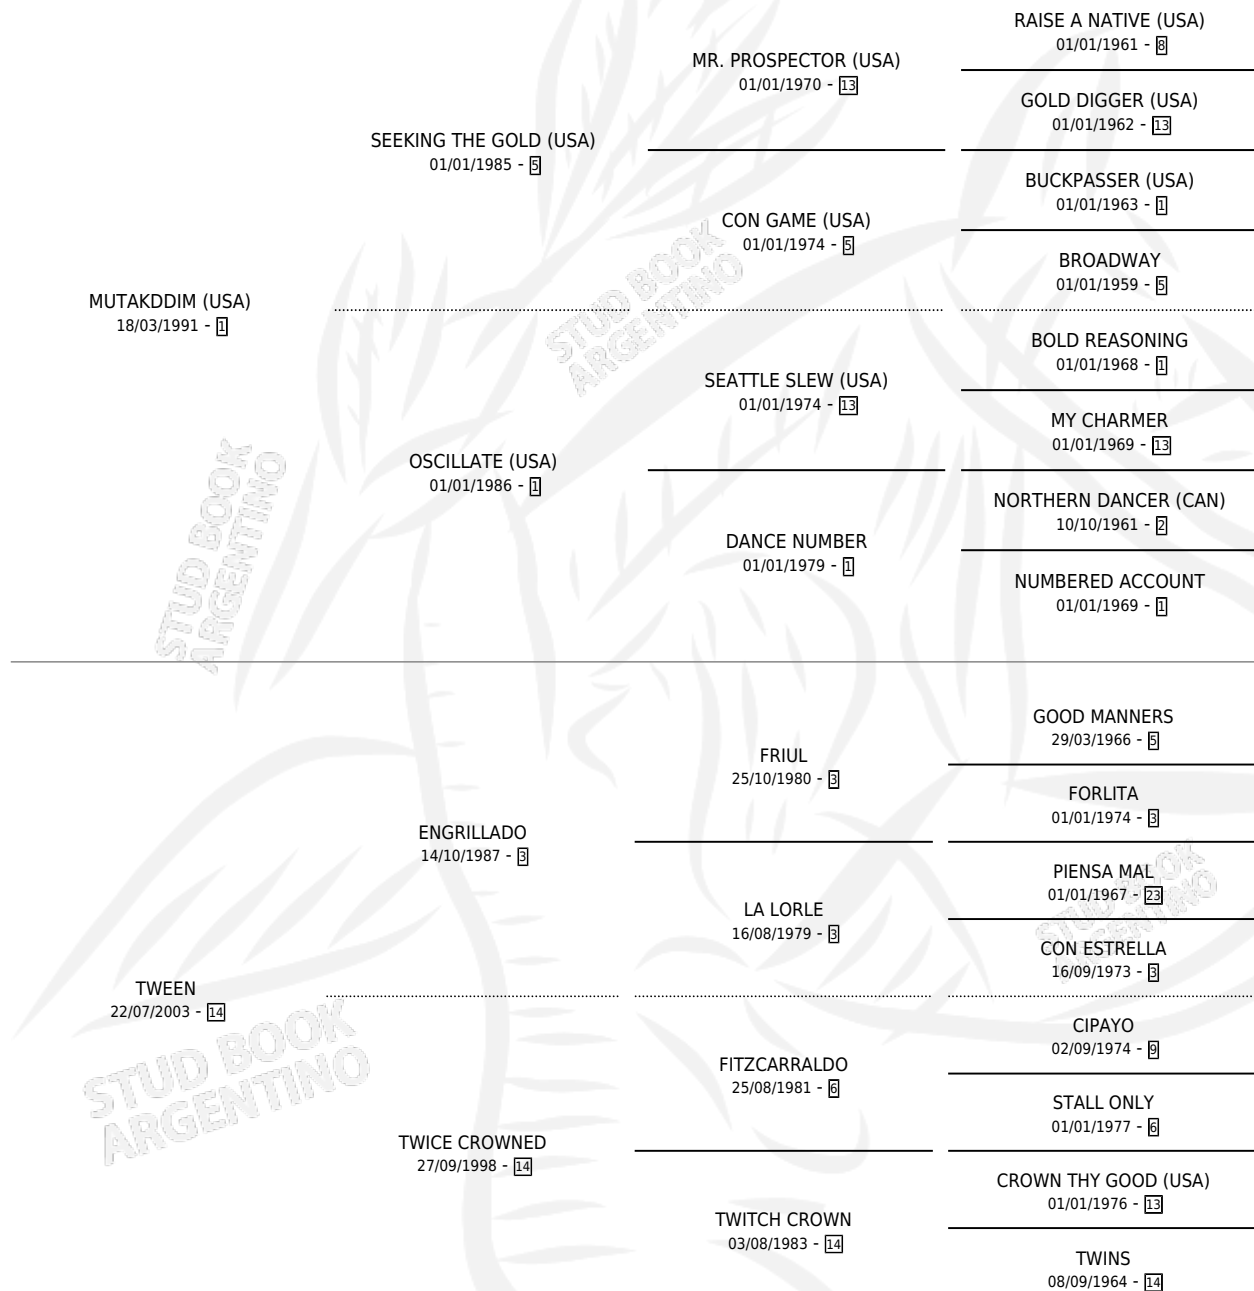 RAISE A NATIVE (USA)
01/01/1961 - 8
MR. PROSPECTOR (USA)
01/01/1970 - 13
GOLD DIGGER (USA)
01/01/1962 - 13
SEEKING THE GOLD (USA)
01/01/1985 - 5
BUCKPASSER (USA)
01/01/1963 - 1
CON GAME (USA)
01/01/1974 - 5
BROADWAY
01/01/1959 - 5
MUTAKDDIM (USA)
18/03/1991 - 1
BOLD REASONING
01/01/1968 - 1
SEATTLE SLEW (USA)
01/01/1974 - 13
MY CHARMER
01/01/1969 - 13
OSCILLATE (USA)
01/01/1986 - 1
NORTHERN DANCER (CAN)
10/10/1961 - 2
DANCE NUMBER
01/01/1979 - 1
NUMBERED ACCOUNT
01/01/1969 - 1
GOOD MANNERS
29/03/1966 - 5
FRIUL
25/10/1980 - 3
FORLITA
01/01/1974 - 3
ENGRILLADO
14/10/1987 - 3
PIENSA MAL
01/01/1967 - 23
LA LORLE
16/08/1979 - 3
CON ESTRELLA
16/09/1973 - 3
TWEEN
22/07/2003 - 14
CIPAYO
02/09/1974 - 9
FITZCARRALDO
25/08/1981 - 6
STALL ONLY
01/01/1977 - 6
TWICE CROWNED
27/09/1998 - 14
CROWN THY GOOD (USA)
01/01/1976 - 13
TWITCH CROWN
03/08/1983 - 14
TWINS
08/09/1964 - 14
STUD BOOK
ARGENTINO
STUD BOOK
ARGENTINO
STUD BOOK
ARGENTINO
STUD BOOK
ARGENTINO